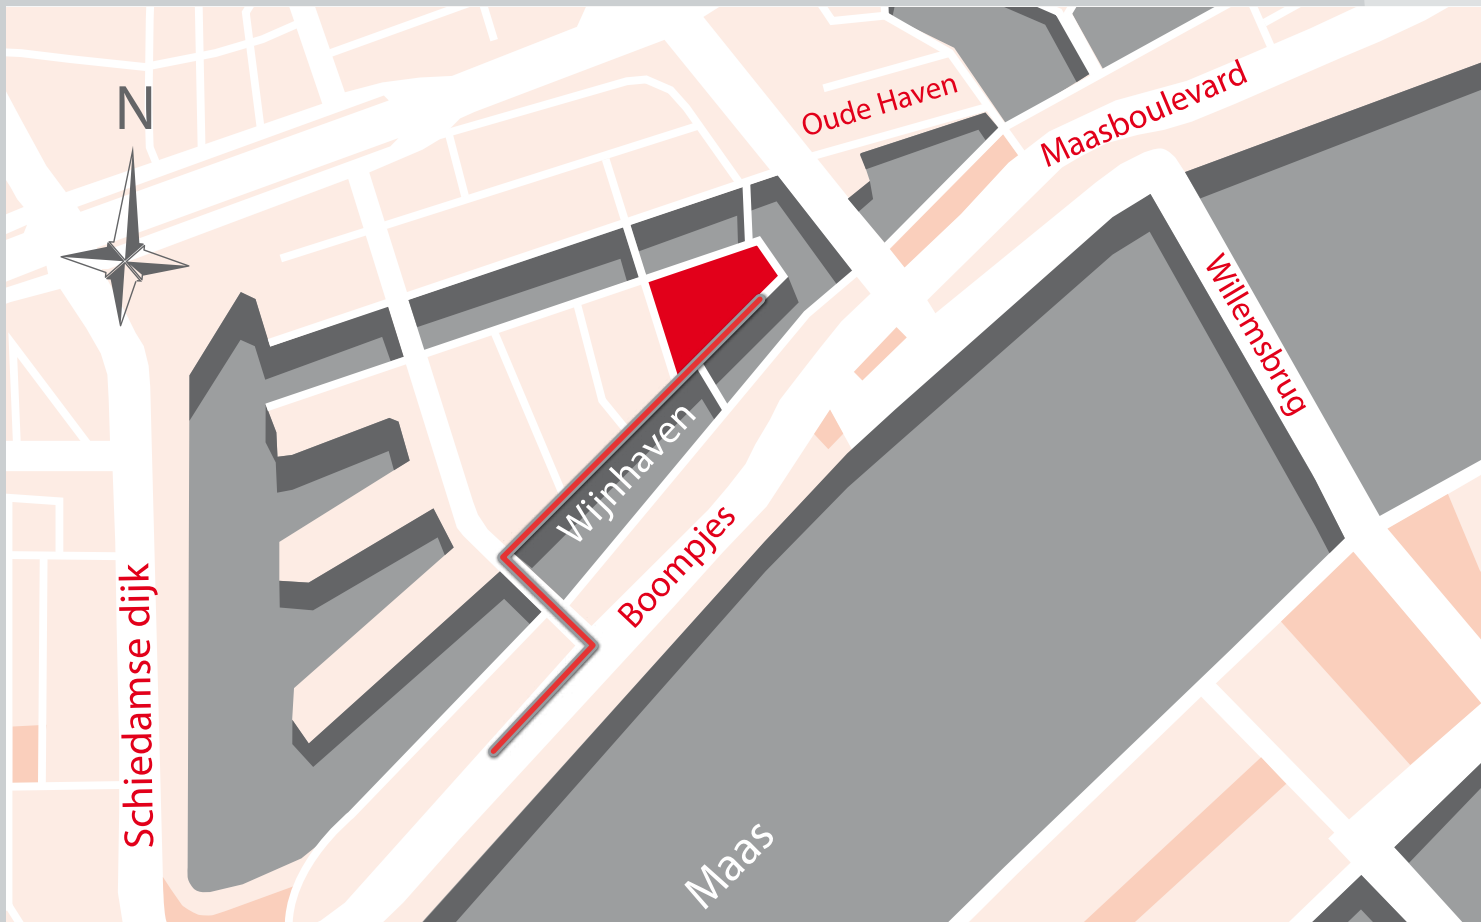 N
Oude Haven
Maasboulevard
Willemsbrug
Wijnhaven
Boompjes
Schiedamse dijk
Maas